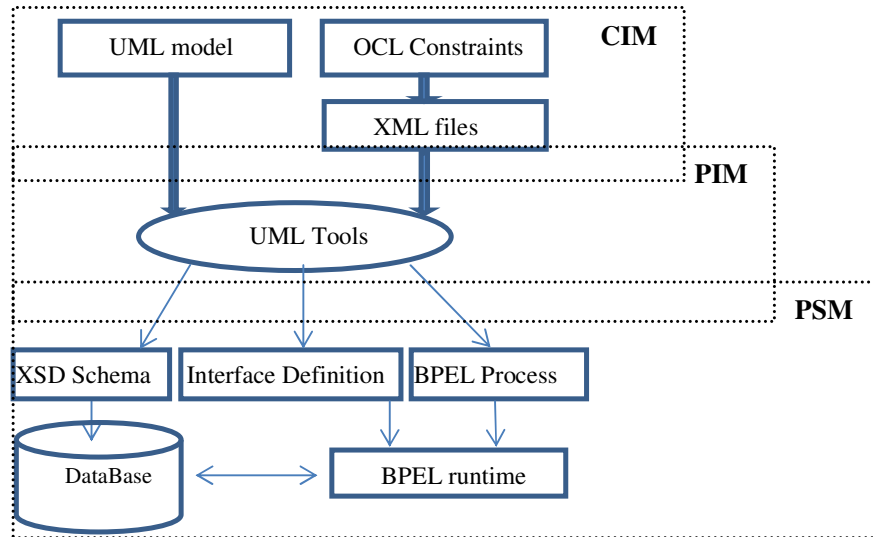 UML model
OCL Constraints
CIM
XML files
PIM
UML Tools
PSM
XSD Schema
Interface Definition
BPEL Process
DataBase
BPEL runtime